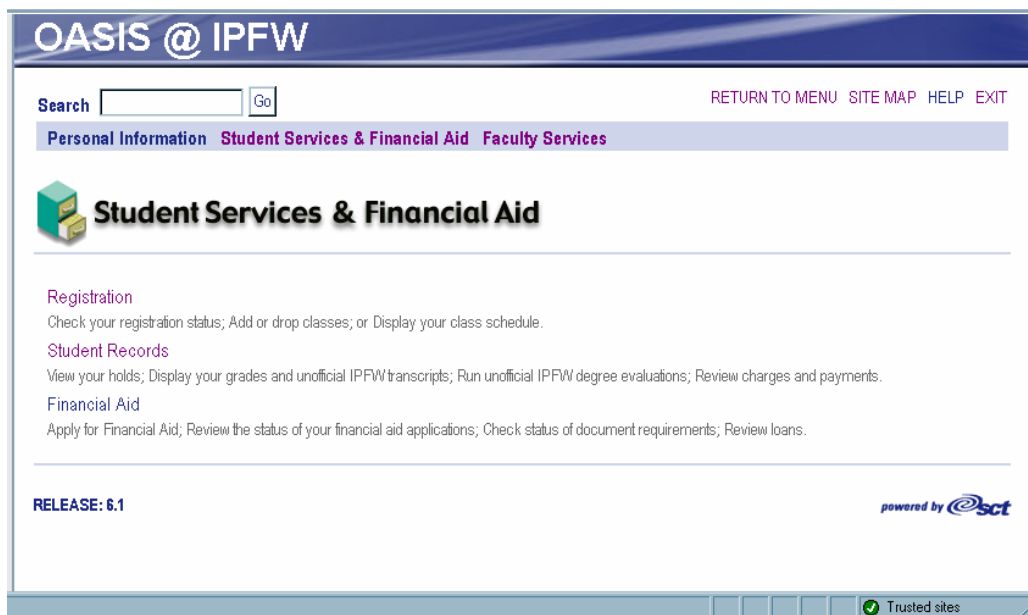 OASIS @ IPFW
Search Go RETURN TO MENU SITE MAP HELP EXIT
Personal Information Student Services & Financial Aid Faculty Services
Student Services & Financial Aid
Registration
Check your registration status; Add or drop classes; or Display your class schedule.
Student Records
View your holds; Display your grades and unofficial IPFW transcripts; Run unofficial IPFW degree evaluations; Review charges and payments.
Financial Aid
Apply for Financial Aid; Review the status of your financial aid applications; Check status of document requirements; Review loans.
RELEASE: 6.1 powered by sct
Trusted sites